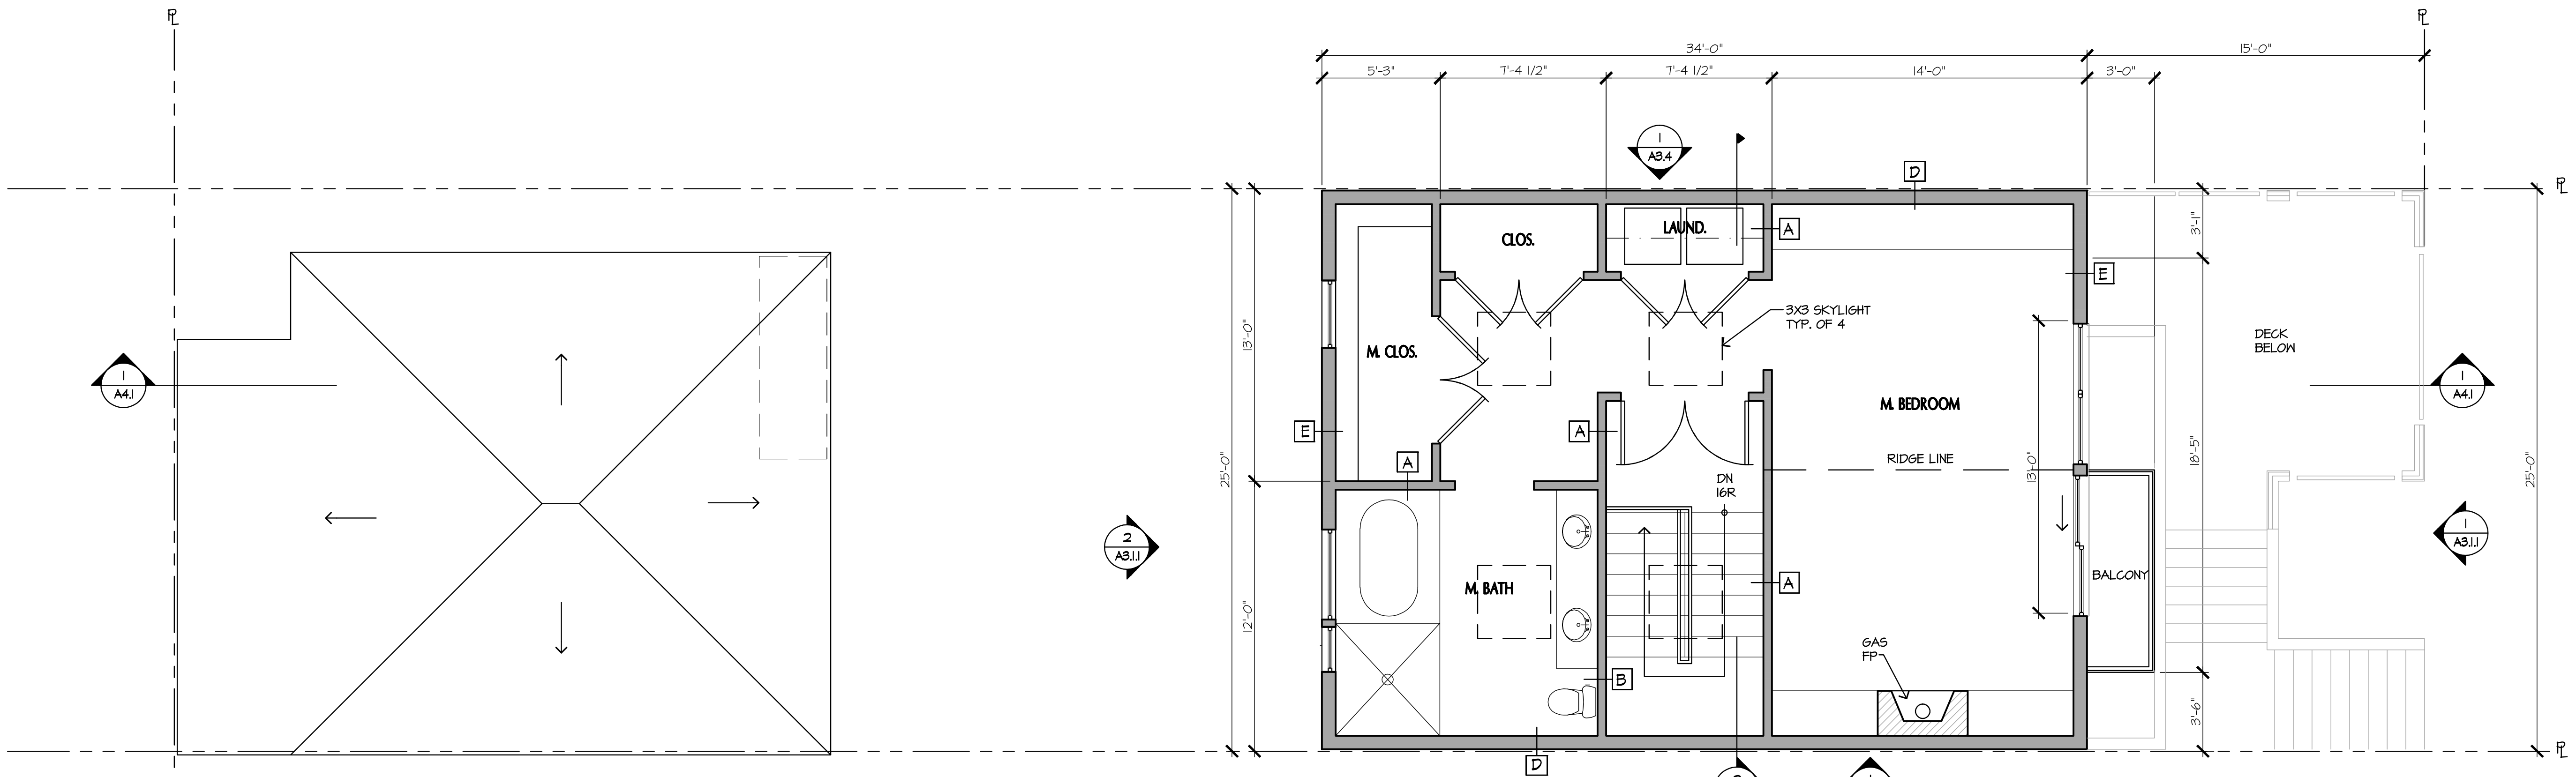 PL
PL
34'-0"
15'-0"
5'-3"
7'-4 1/2"
7'-4 1/2"
14'-0"
3'-0"
1
A3.4
D
PL
CLOS.
LAUND.
A
3'-1"
E
3X3 SKYLIGHT
TYP. OF 4
DECK
BELOW
13'-0"
M. CLOS.
1
A4.1
1
A4.1
M. BEDROOM
E
A
A
25'-0"
RIDGE LINE
13'-0"
18'-5"
25'-0"
DN
16R
2
A3.1.1
1
A3.1.1
BALCONY
M. BATH
A
12'-0"
GAS
FP
B
3'-6"
D
PL